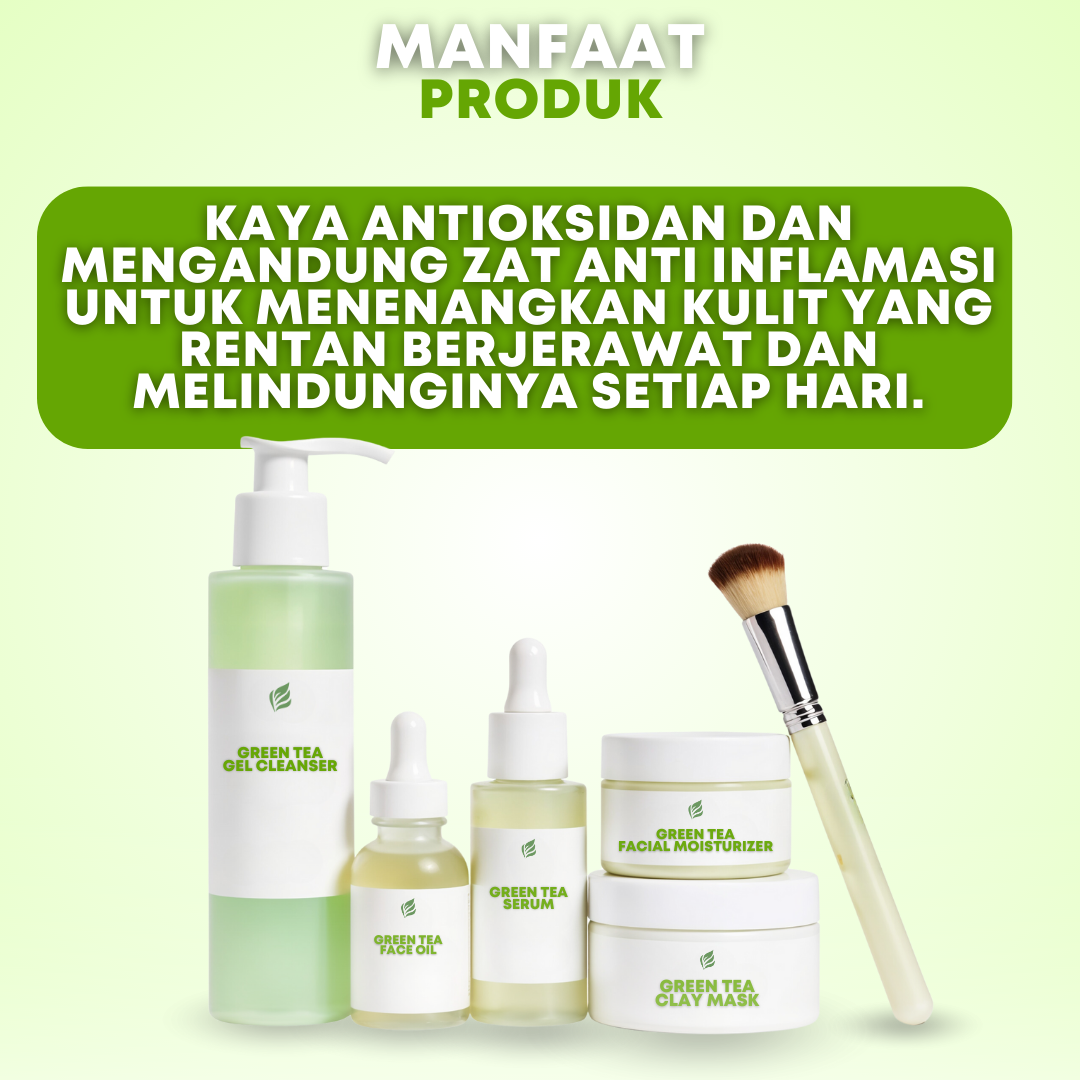 MANFAAT
PRODUK
KAYA ANTIOKSIDAN DAN
MENGANDUNG ZAT ANTI INFLAMASI
UNTUK MENENANGKAN KULIT YANG
RENTAN BERJERAWAT DAN
MELINDUNGINYA SETIAP HARI.
GREEN TEA
GEL CLEANSER
GREEN TEA
FACE OIL
GREEN TEA
SERUM
GREEN TEA
FACIAL MOISTURIZER
GREEN TEA
CLAY MASK